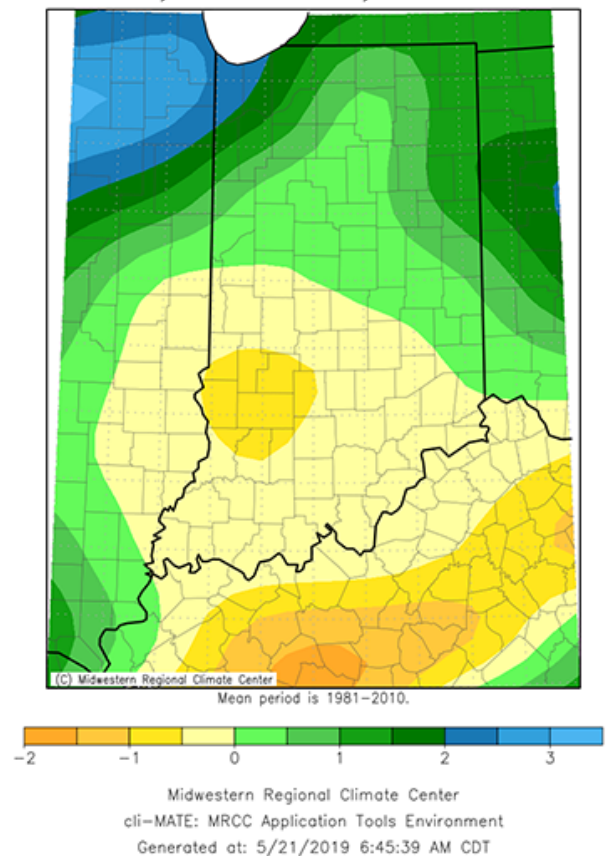 (C) Midwestern Regional Climate Center
Mean period is 1981-2010.
-2 -1 0 1 2 3
Midwestern Regional Climate Center
cli-MATE: MRCC Application Tools Environment
Generated at: 5/21/2019 6:45:39 AM CDT